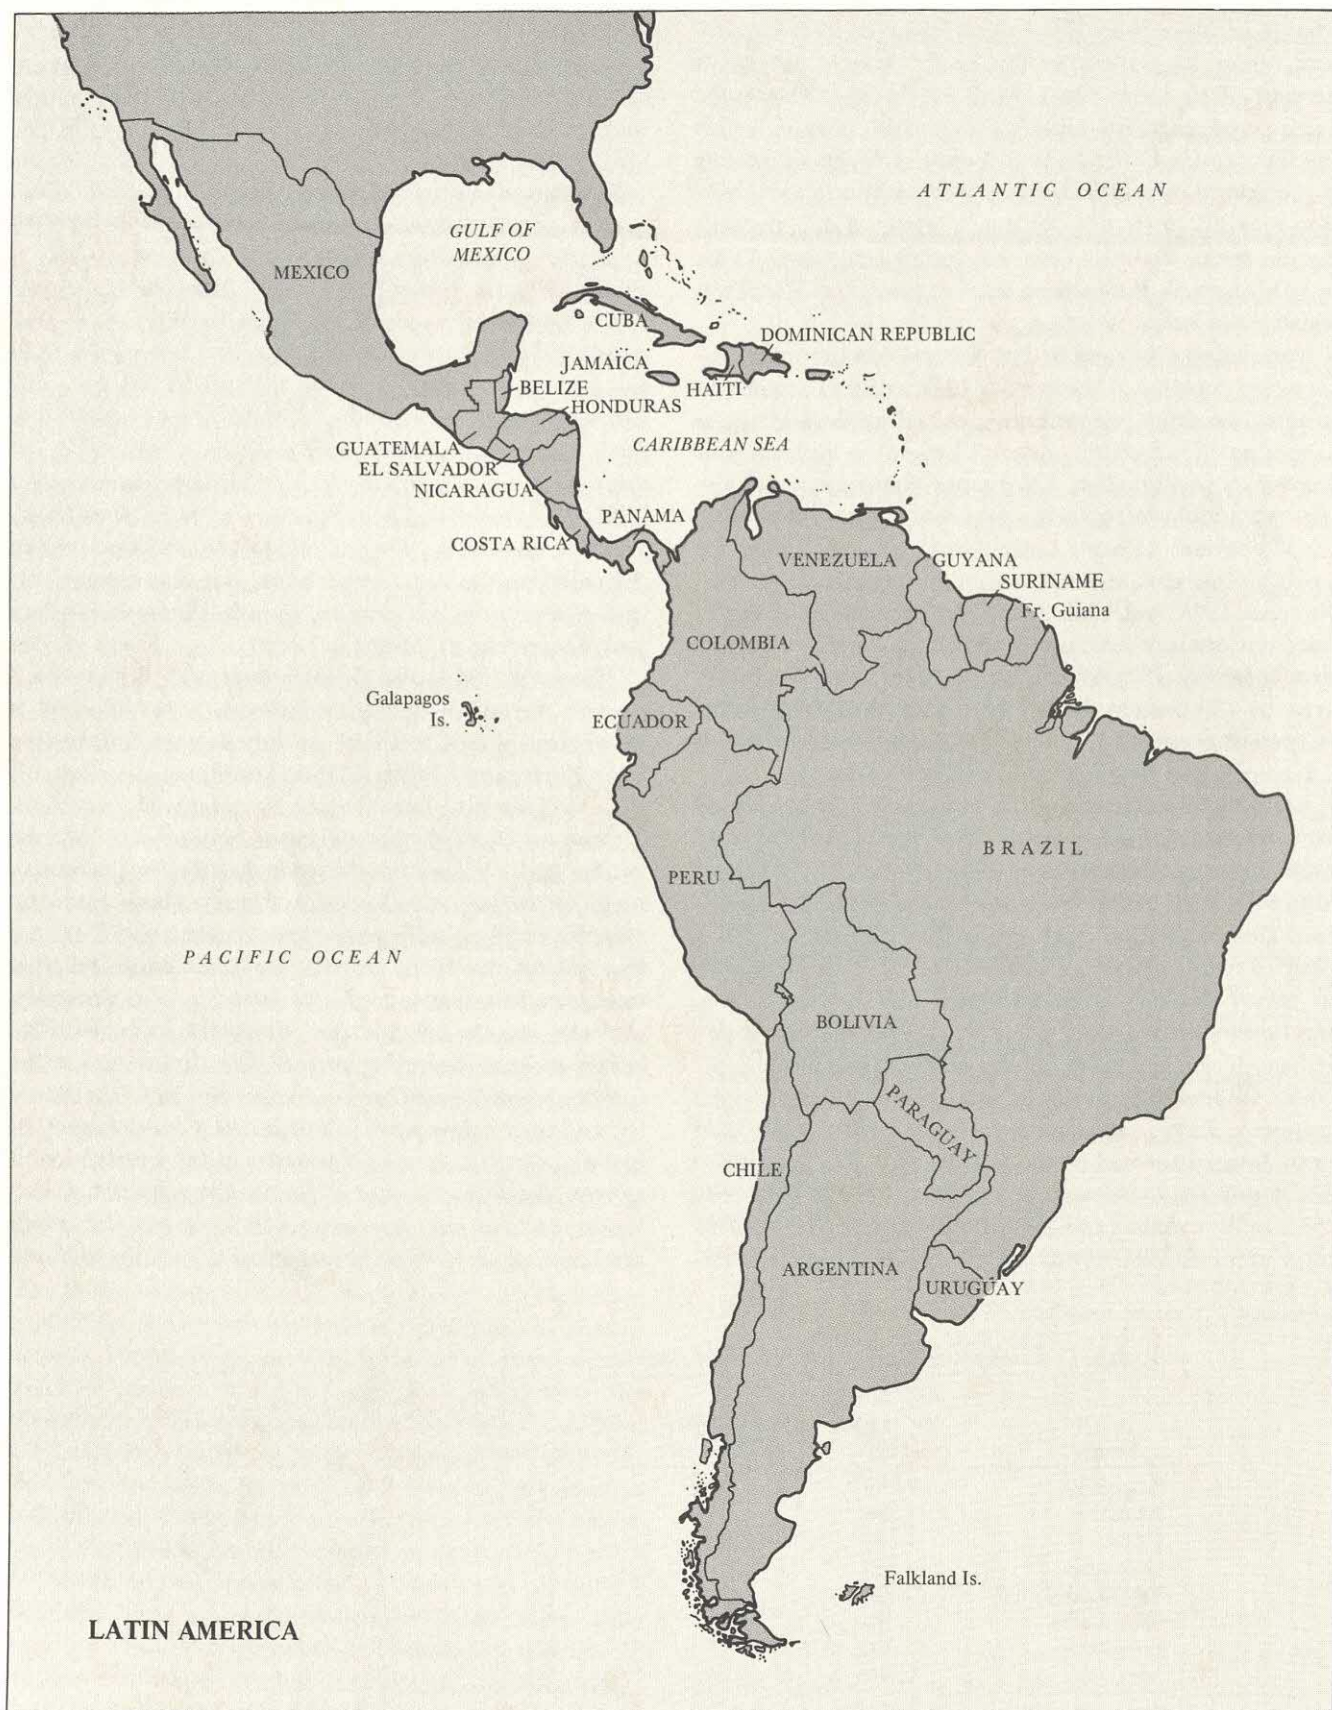 ATLANTIC OCEAN
GULF OF
MEXICO
MEXICO
CUBA
DOMINICAN REPUBLIC
JAMAICA
HAITI
BELIZE
HONDURAS
GUATEMALA
CARIBBEAN SEA
EL SALVADOR
NICARAGUA
PANAMA
COSTA RICA
VENEZUELA
GUYANA
SURINAME
Fr. Guiana
COLOMBIA
Galapagos
Is.
ECUADOR
BRAZIL
PERU
PACIFIC OCEAN
BOLIVIA
PARAGUAY
CHILE
ARGENTINA
URUGUAY
Falkland Is.
LATIN AMERICA